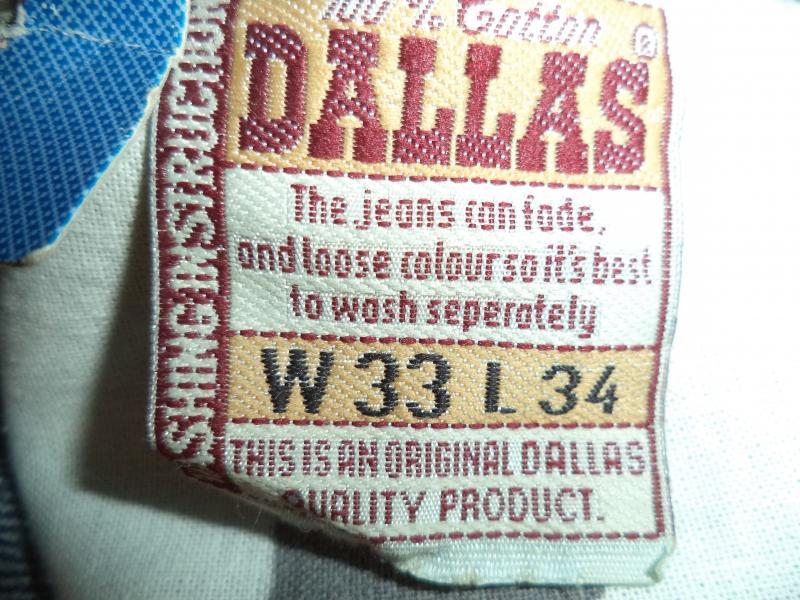 100% Cotton
DALLAS®
The jeans can fade,
and loose colour so it's best
to wash seperately
W 33 L 34
THIS IS AN ORIGINAL DALLAS
QUALITY PRODUCT.